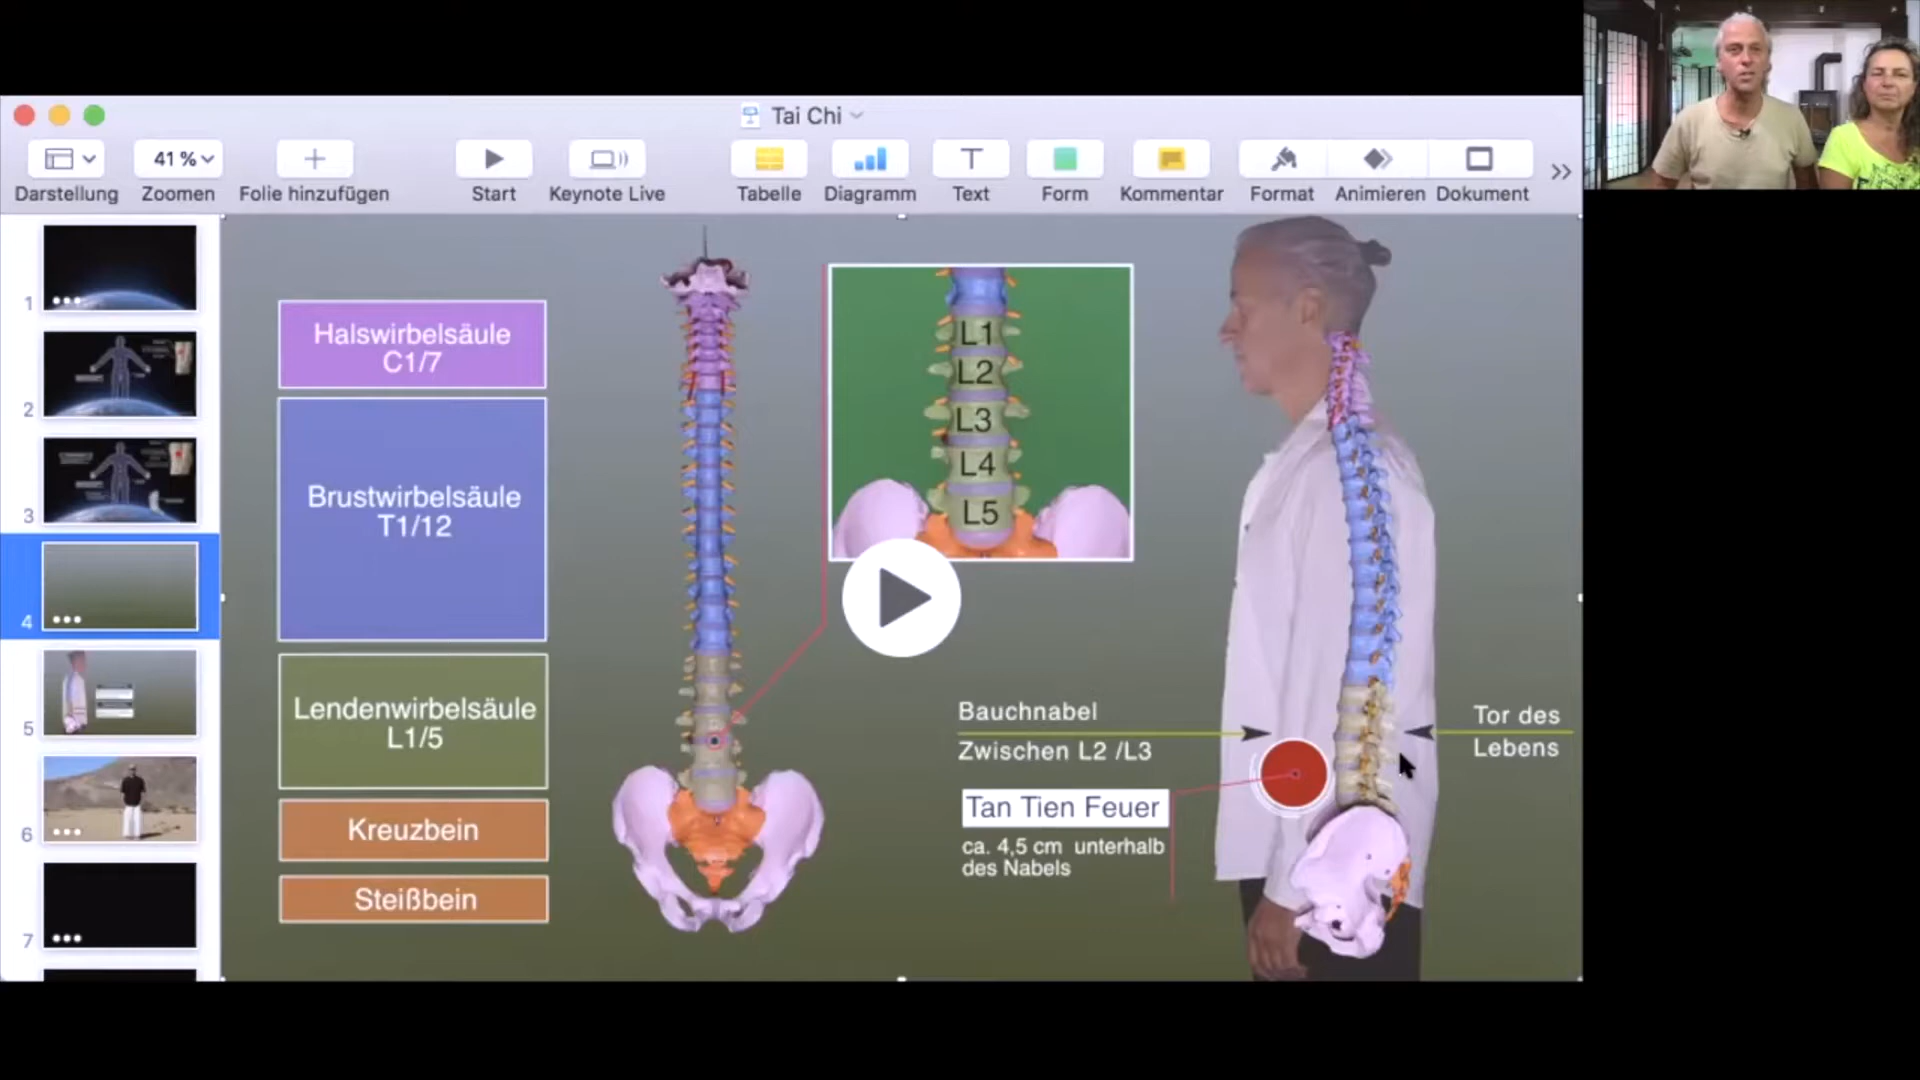 Tai Chi
41 %
Darstellung
Zoomen
Folie hinzufügen
Start
Keynote Live
Tabelle
Diagramm
Text
Form
Kommentar
Format
Animieren
Dokument
1
2
3
4
5
6
7
Halswirbelsäule
C1/7
Brustwirbelsäule
T1/12
Lendenwirbelsäule
L1/5
Kreuzbein
Steißbein
L1
L2
L3
L4
L5
Bauchnabel
Zwischen L2 /L3
Tan Tien Feuer
ca. 4,5 cm unterhalb
des Nabels
Tor des
Lebens